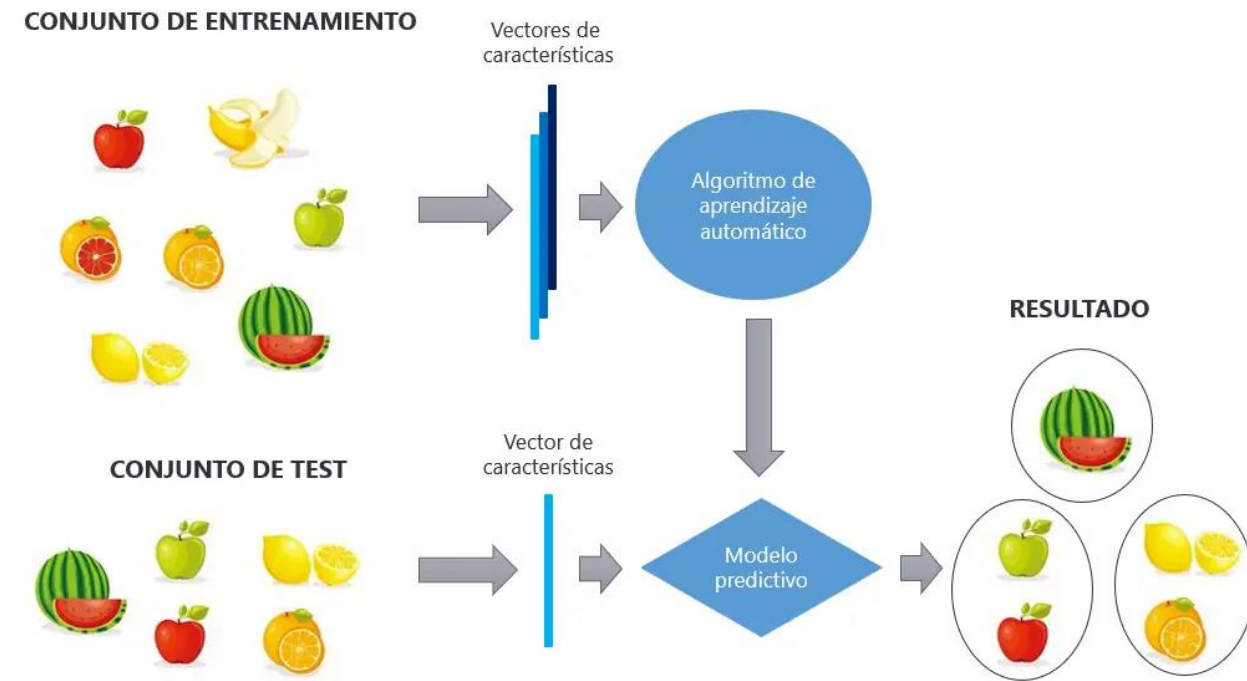 CONJUNTO DE ENTRENAMIENTO
Vectores de
características
Algoritmo de
aprendizaje
automático
RESULTADO
CONJUNTO DE TEST
Vector de
características
Modelo
predictivo